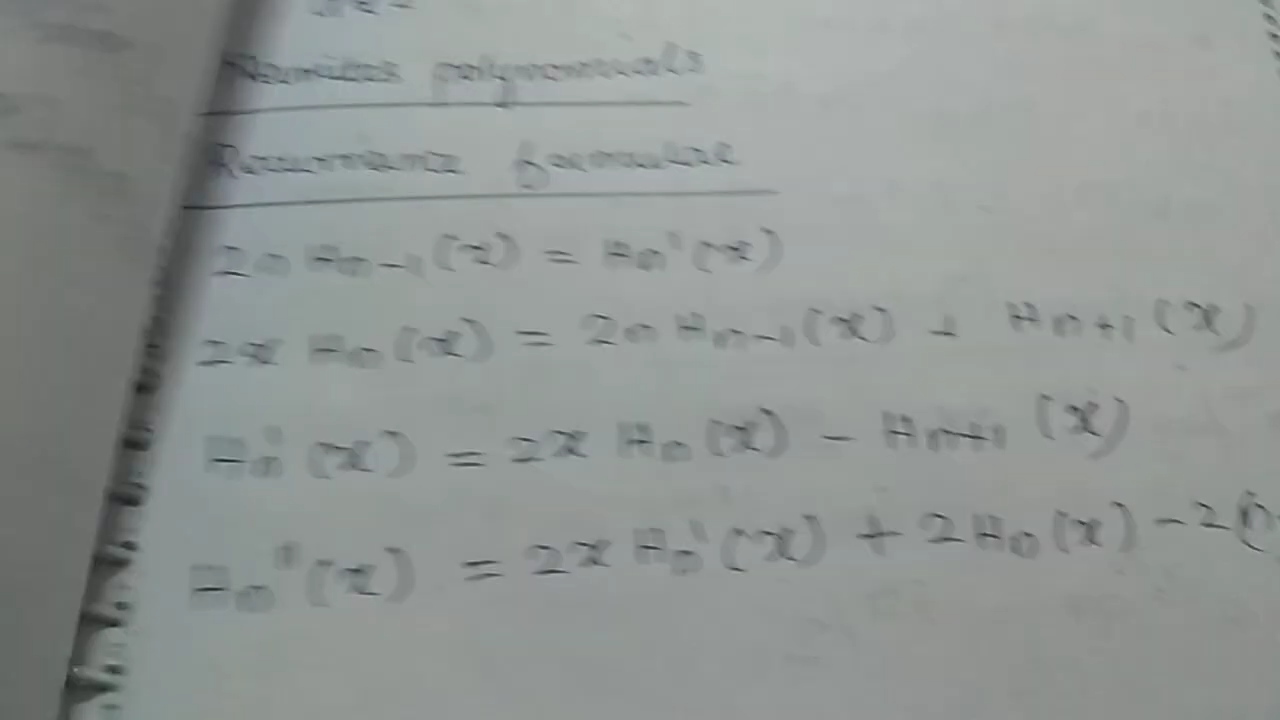 Hermites polynomials
Recurrence formulae
2n Hn-1(x) = Hn'(x)
2x Hn(x) = 2n Hn-1(x) + Hn+1(x)
Hn'(x) = 2x Hn(x) - Hn+1(x)
Hn''(x) = 2x Hn'(x) + 2Hn(x) - 2(n